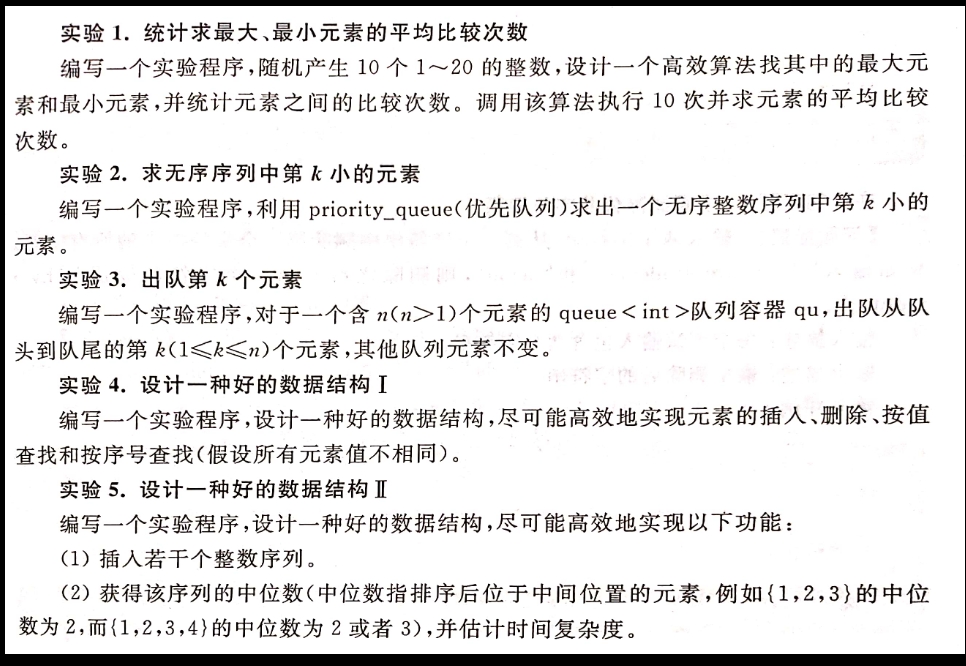 实验 1. 统计求最大、最小元素的平均比较次数
编写一个实验程序,随机产生 10 个 1～20 的整数,设计一个高效算法找其中的最大元
素和最小元素,并统计元素之间的比较次数。调用该算法执行 10 次并求元素的平均比较
次数。
实验 2. 求无序序列中第 k 小的元素
编写一个实验程序,利用 priority_queue(优先队列)求出一个无序整数序列中第 k 小的
元素。
实验 3. 出队第 k 个元素
编写一个实验程序,对于一个含 n(n>1)个元素的 queue<int>队列容器 qu,出队从队
头到队尾的第 k(1≤k≤n)个元素,其他队列元素不变。
实验 4. 设计一种好的数据结构Ⅰ
编写一个实验程序,设计一种好的数据结构,尽可能高效地实现元素的插入、删除、按值
查找和按序号查找(假设所有元素值不相同)。
实验 5. 设计一种好的数据结构Ⅱ
编写一个实验程序,设计一种好的数据结构,尽可能高效地实现以下功能:
(1) 插入若干个整数序列。
(2) 获得该序列的中位数(中位数指排序后位于中间位置的元素,例如{1,2,3}的中位
数为 2,而{1,2,3,4}的中位数为 2 或者 3),并估计时间复杂度。